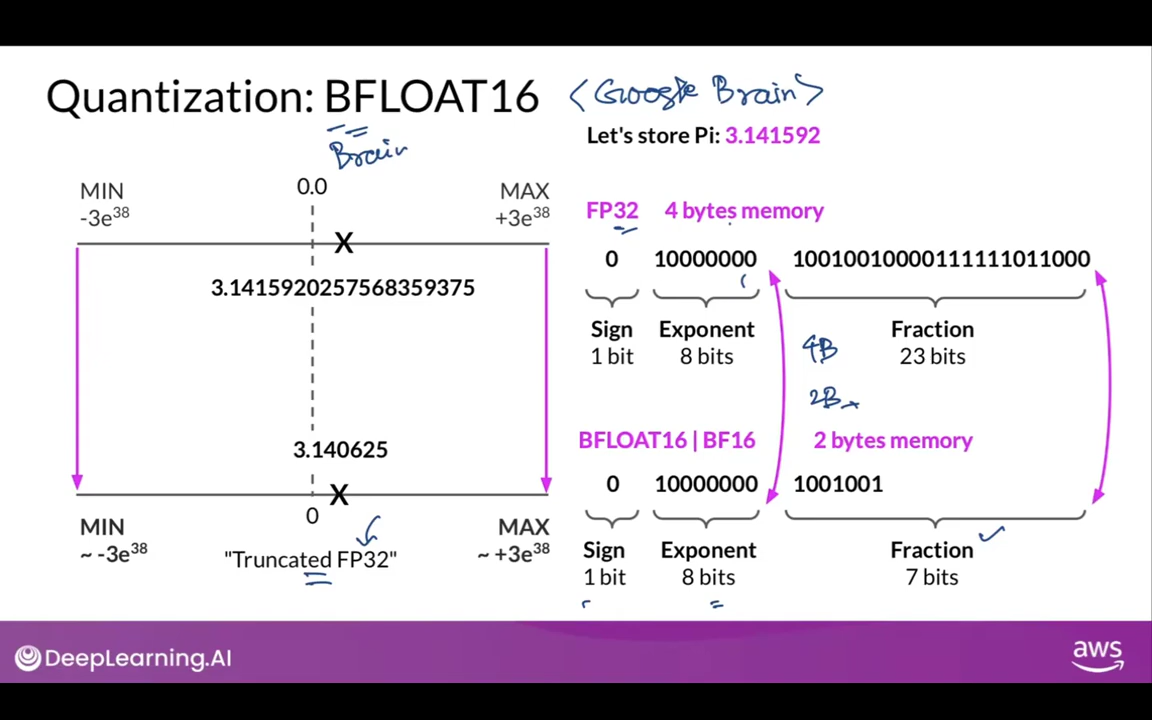 Quantization: BFLOAT16 <Google Brain>
Brain
Let's store Pi: 3.141592
MIN
-3e³⁸
0.0
MAX
+3e³⁸
X
3.1415920257568359375
3.140625
X
0
MIN
~ -3e³⁸
"Truncated FP32"
MAX
~ +3e³⁸
FP32 4 bytes memory
0 10000000 10010010000111111011000
Sign Exponent Fraction
1 bit 8 bits 23 bits
4B
2B
BFLOAT16 | BF16 2 bytes memory
0 10000000 1001001
Sign Exponent Fraction
1 bit 8 bits 7 bits
DeepLearning.AI
aws